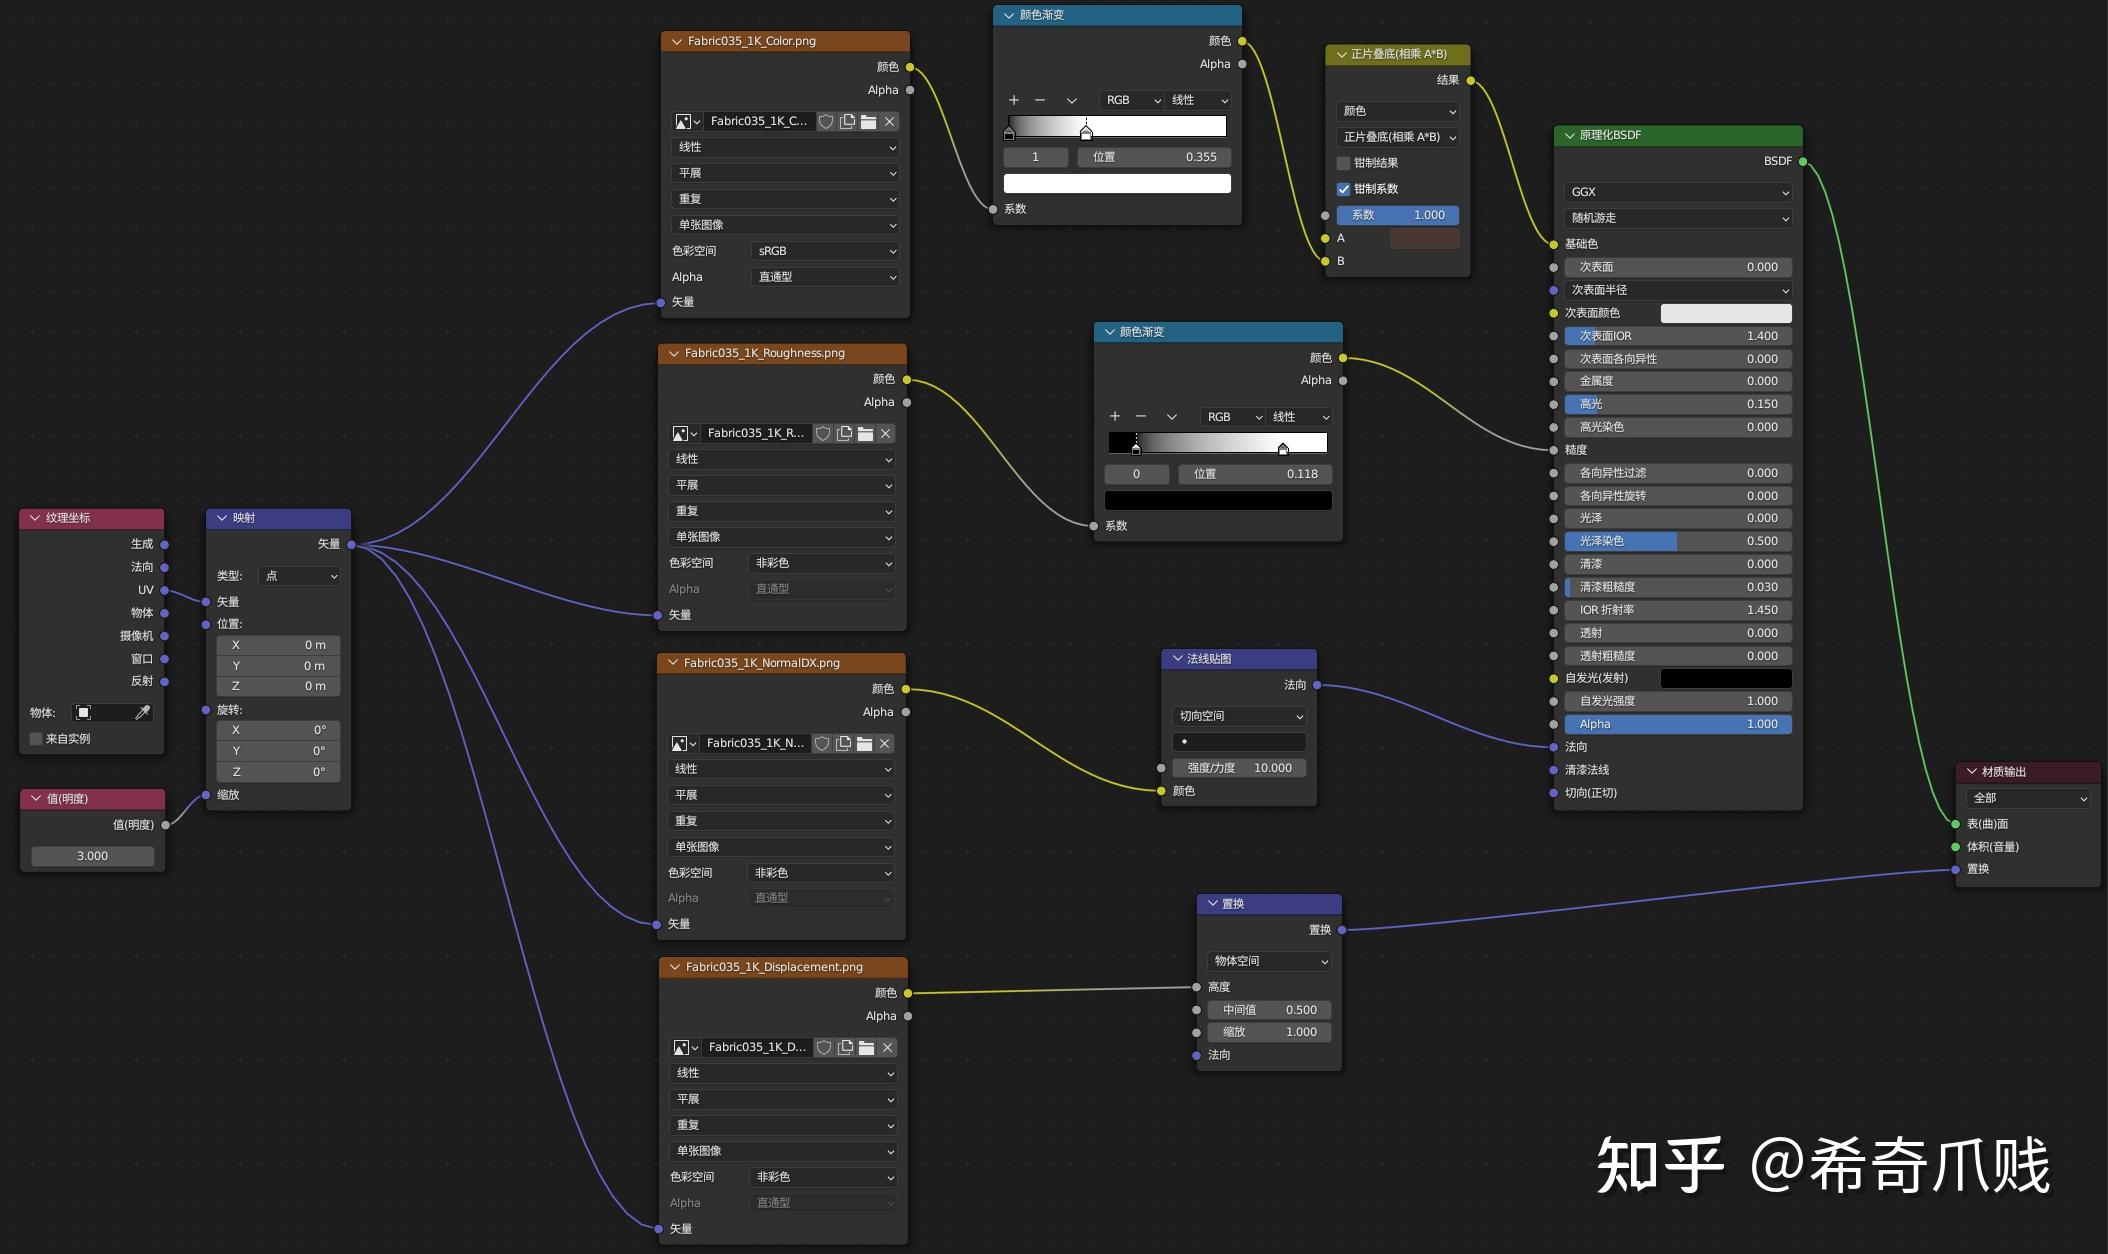 纹理坐标
生成
法向
UV
物体
摄像机
窗口
反射
物体:
来自实例
值(明度)
值(明度)
3.000
映射
矢量
类型: 点
矢量
位置:
X 0 m
Y 0 m
Z 0 m
旋转:
X 0°
Y 0°
Z 0°
缩放
Fabric035_1K_Color.png
颜色
Alpha
Fabric035_1K_C...
线性
平展
重复
单张图像
色彩空间 sRGB
Alpha 直通型
矢量
Fabric035_1K_Roughness.png
颜色
Alpha
Fabric035_1K_R...
线性
平展
重复
单张图像
色彩空间 非彩色
Alpha 直通型
矢量
Fabric035_1K_NormalDX.png
颜色
Alpha
Fabric035_1K_N...
线性
平展
重复
单张图像
色彩空间 非彩色
Alpha 直通型
矢量
Fabric035_1K_Displacement.png
颜色
Alpha
Fabric035_1K_D...
线性
平展
重复
单张图像
色彩空间 非彩色
Alpha 直通型
矢量
颜色渐变
颜色
Alpha
+ − RGB 线性
1 位置 0.355
系数
颜色渐变
颜色
Alpha
+ − RGB 线性
0 位置 0.118
系数
法线贴图
法向
切向空间
强度/力度 10.000
颜色
置换
置换
物体空间
高度
中间值 0.500
缩放 1.000
法向
正片叠底(相乘 A*B)
结果
颜色
正片叠底(相乘 A*B)
钳制结果
钳制系数
系数 1.000
A
B
原理化BSDF
BSDF
GGX
随机游走
基础色
次表面 0.000
次表面半径
次表面颜色
次表面IOR 1.400
次表面各向异性 0.000
金属度 0.000
高光 0.150
高光染色 0.000
糙度
各向异性过滤 0.000
各向异性旋转 0.000
光泽 0.000
光泽染色 0.500
清漆 0.000
清漆粗糙度 0.030
IOR 折射率 1.450
透射 0.000
透射粗糙度 0.000
自发光(发射)
自发光强度 1.000
Alpha 1.000
法向
清漆法线
切向(正切)
材质输出
全部
表(曲)面
体积(音量)
置换
知乎 @希奇爪贱